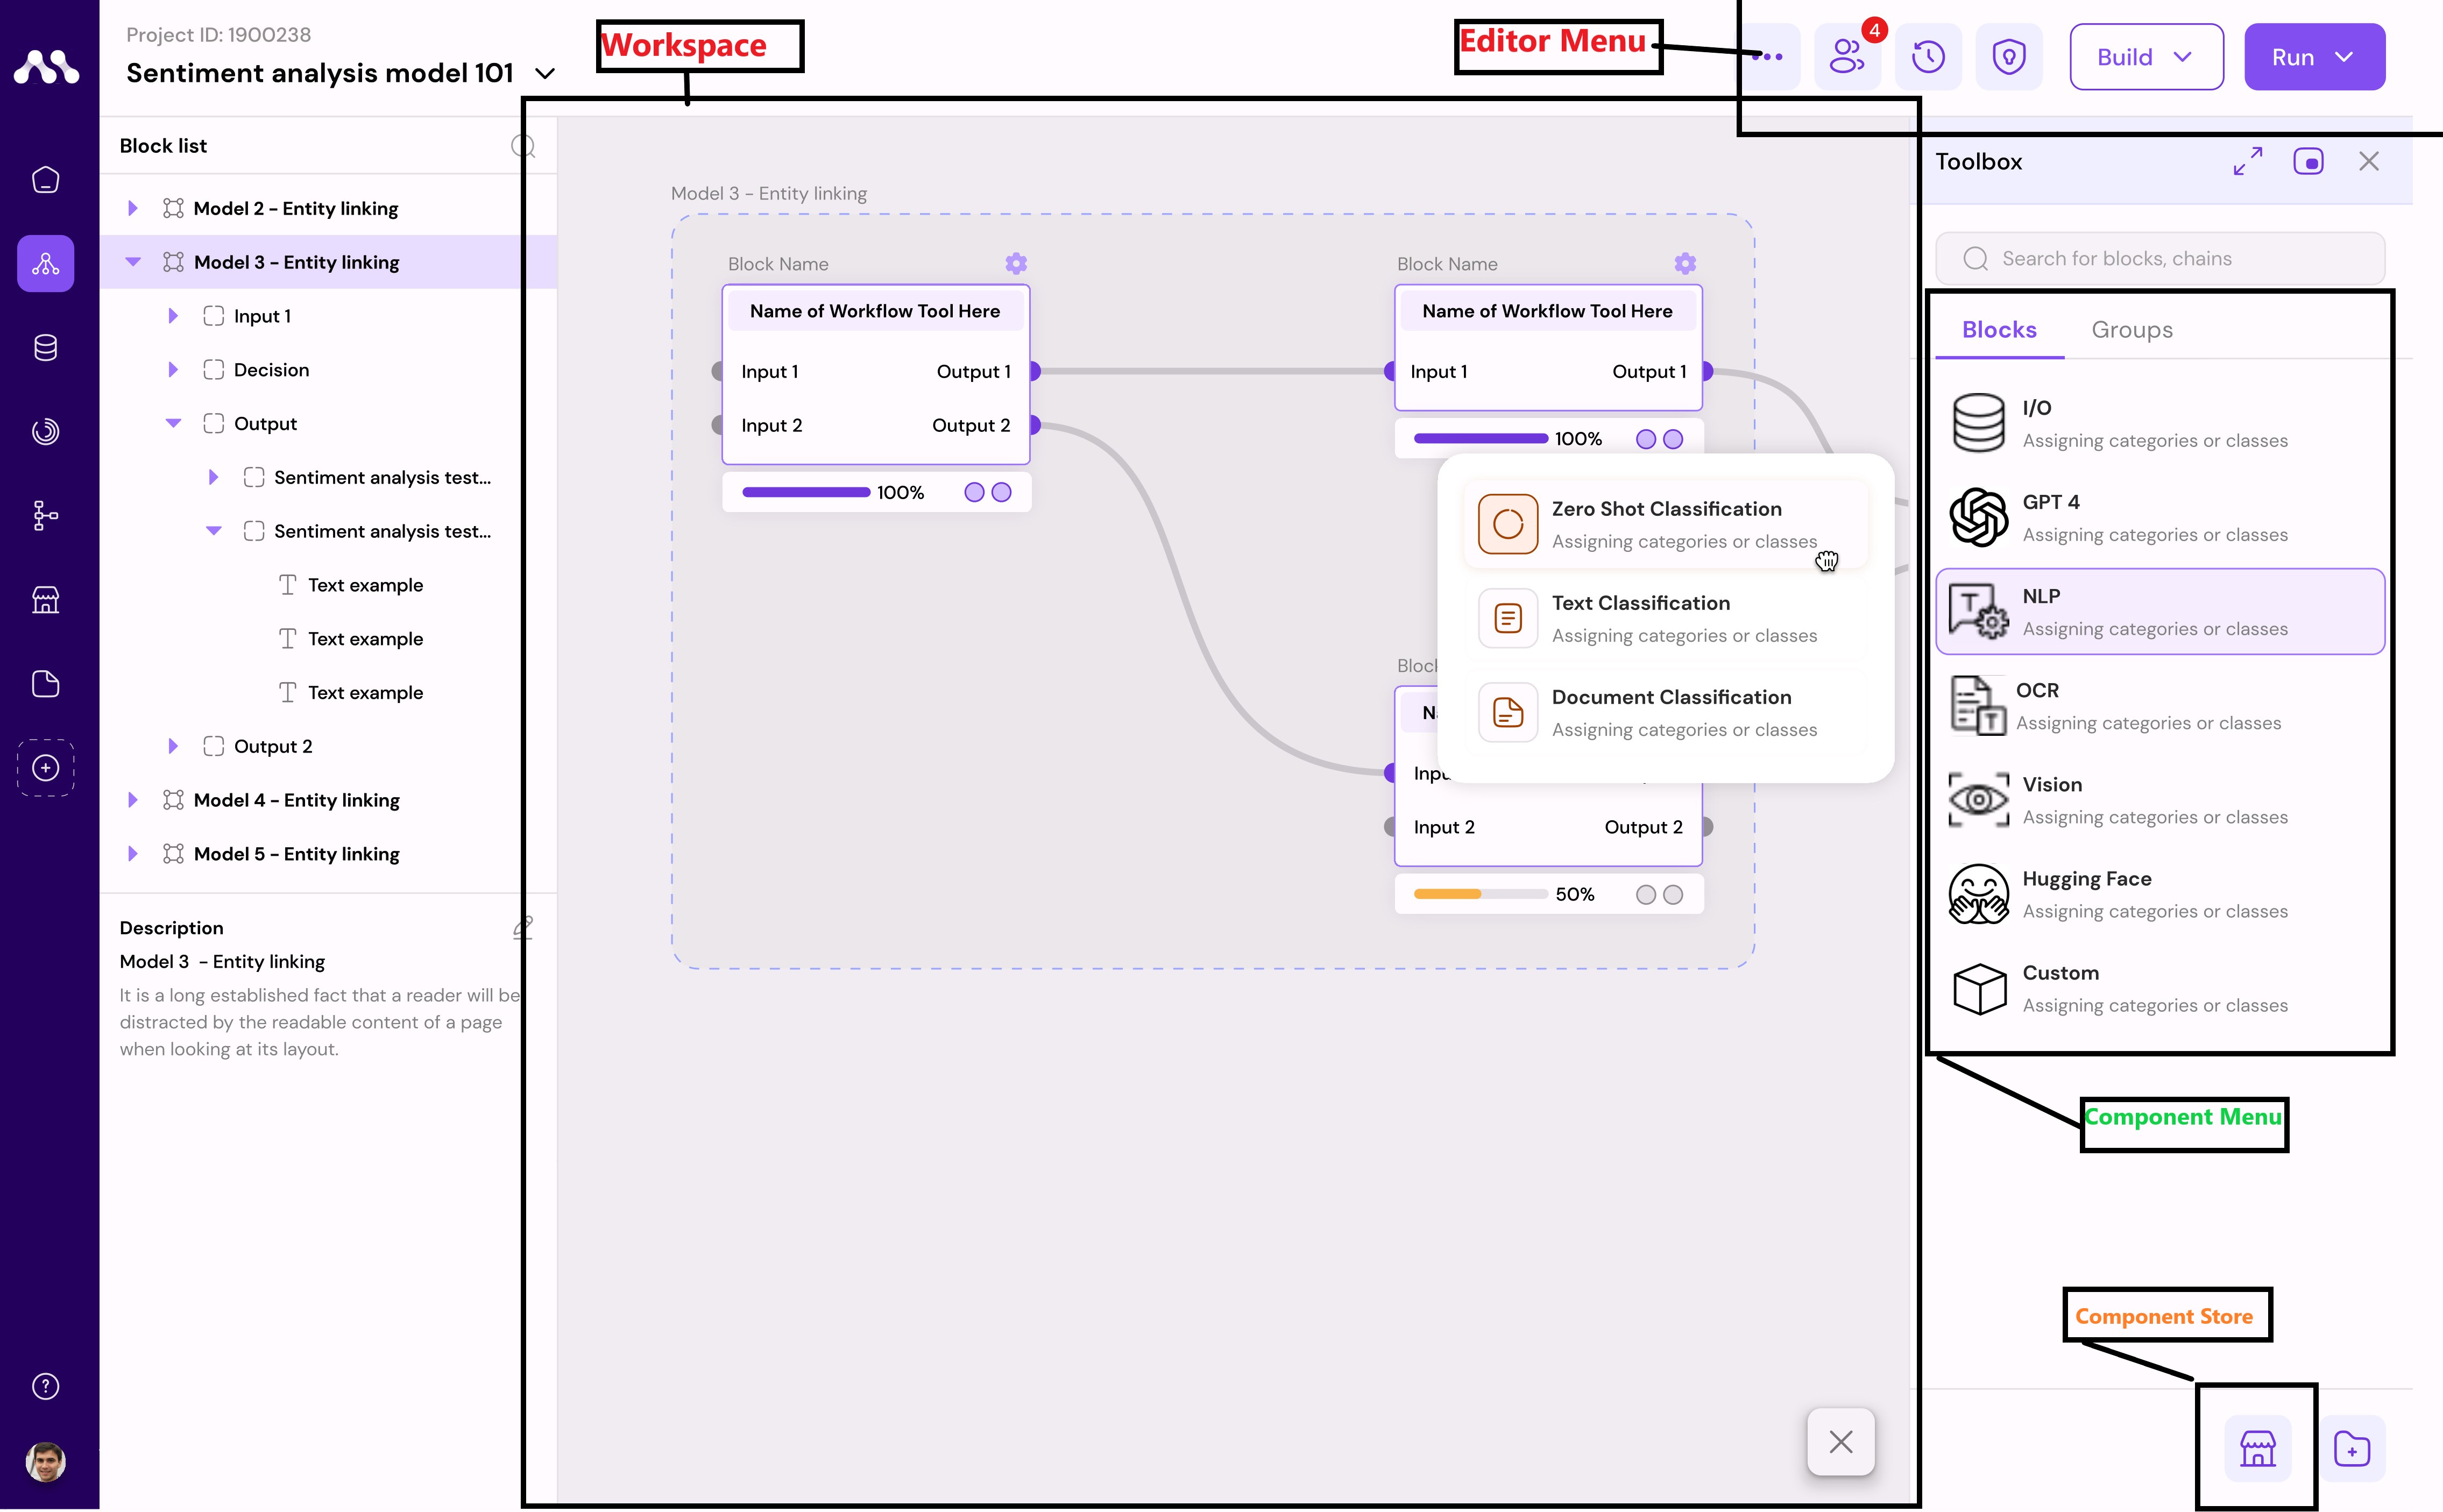 Project ID: 1900238
Sentiment analysis model 101
Workspace
Editor Menu
4
Build
Run
Block list
Model 2 - Entity linking
Model 3 - Entity linking
Input 1
Decision
Output
Sentiment analysis test...
Sentiment analysis test...
Text example
Text example
Text example
Output 2
Model 4 - Entity linking
Model 5 - Entity linking
Description
Model 3 - Entity linking
It is a long established fact that a reader will be
distracted by the readable content of a page
when looking at its layout.
Model 3 - Entity linking
Block Name
Name of Workflow Tool Here
Input 1 Output 1
Input 2 Output 2
100%
Block Name
Name of Workflow Tool Here
Input 1 Output 1
100%
Zero Shot Classification
Assigning categories or classes
Text Classification
Assigning categories or classes
Document Classification
Assigning categories or classes
Input 2 Output 2
50%
Toolbox
Search for blocks, chains
Blocks Groups
I/O
Assigning categories or classes
GPT 4
Assigning categories or classes
NLP
Assigning categories or classes
OCR
Assigning categories or classes
Vision
Assigning categories or classes
Hugging Face
Assigning categories or classes
Custom
Assigning categories or classes
Component Menu
Component Store